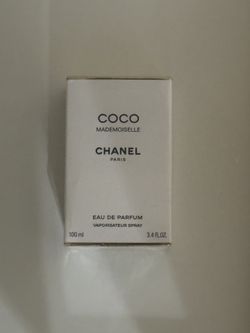 COCO
MADEMOISELLE
CHANEL
PARIS
EAU DE PARFUM
VAPORISATEUR SPRAY
100 ml 3.4 FL.OZ.